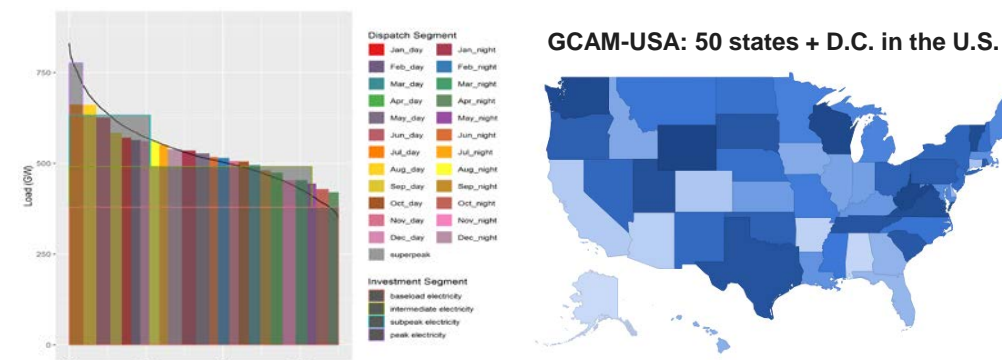 Dispatch Segment
Jan_day Jan_night
Feb_day Feb_night
Mar_day Mar_night
Apr_day Apr_night
May_day May_night
Jun_day Jun_night
Jul_day Jul_night
Aug_day Aug_night
Sep_day Sep_night
Oct_day Oct_night
Nov_day Nov_night
Dec_day Dec_night
superpeak
Investment Segment
baseload electricity
intermediate electricity
subpeak electricity
peak electricity
Load (GW)
750
500
250
0
GCAM-USA: 50 states + D.C. in the U.S.